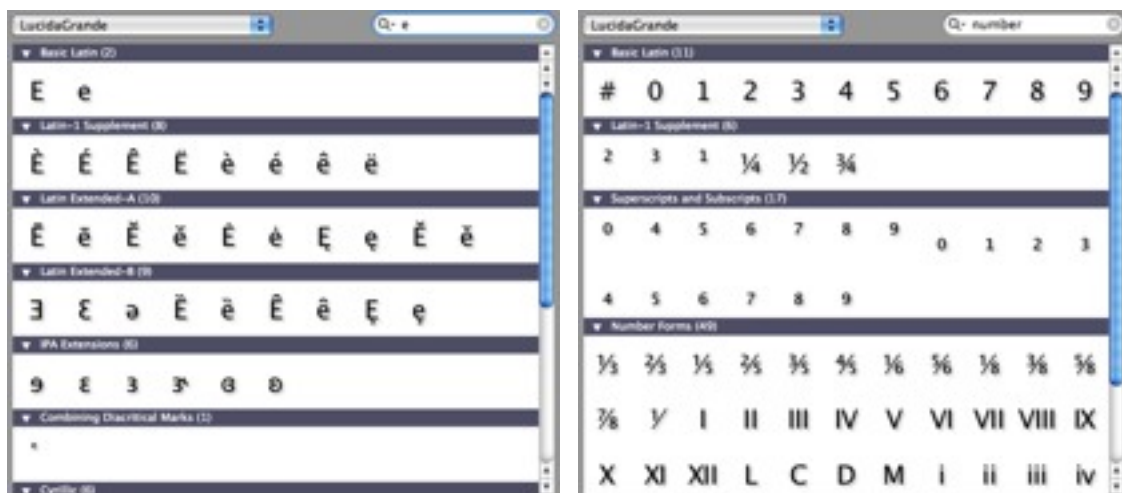 LucidaGrande
e
Basic Latin (2)
E e
Latin-1 Supplement (8)
È É Ê Ë è é ê ë
Latin Extended-A (10)
Ē ē Ĕ ĕ Ė ė Ę ę Ě ě
Latin Extended-B (9)
Ǝ Ɛ ǝ Ȅ ȅ Ȇ ȇ Ȩ ȩ
IPA Extensions (6)
ɘ ɛ ɜ ɝ ɞ ʚ
Combining Diacritical Marks (1)
Cyrillic (6)
LucidaGrande
number
Basic Latin (11)
# 0 1 2 3 4 5 6 7 8 9
Latin-1 Supplement (6)
² ³ ¹ ¼ ½ ¾
Superscripts and Subscripts (17)
⁰ ⁴ ⁵ ⁶ ⁷ ⁸ ⁹ ₀ ₁ ₂ ₃
₄ ₅ ₆ ₇ ₈ ₉
Number Forms (49)
⅓ ⅔ ⅕ ⅖ ⅗ ⅘ ⅙ ⅚ ⅛ ⅜ ⅝
⅞ ⅟ Ⅰ Ⅱ Ⅲ Ⅳ Ⅴ Ⅵ Ⅶ Ⅷ Ⅸ
Ⅹ Ⅺ Ⅻ Ⅼ Ⅽ Ⅾ Ⅿ ⅰ ⅱ ⅲ ⅳ